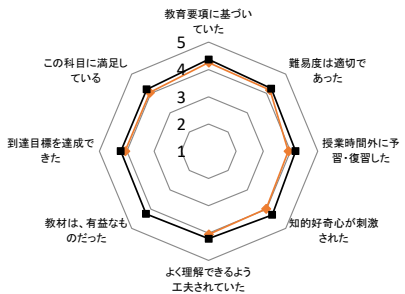 教育要項に基づい
ていた
難易度は適切で
あった
授業時間外に予
習・復習した
知的好奇心が刺激
された
よく理解できるよう
工夫されていた
教材は、有益なも
のだった
到達目標を達成で
きた
この科目に満足し
ている
5
4
3
2
1